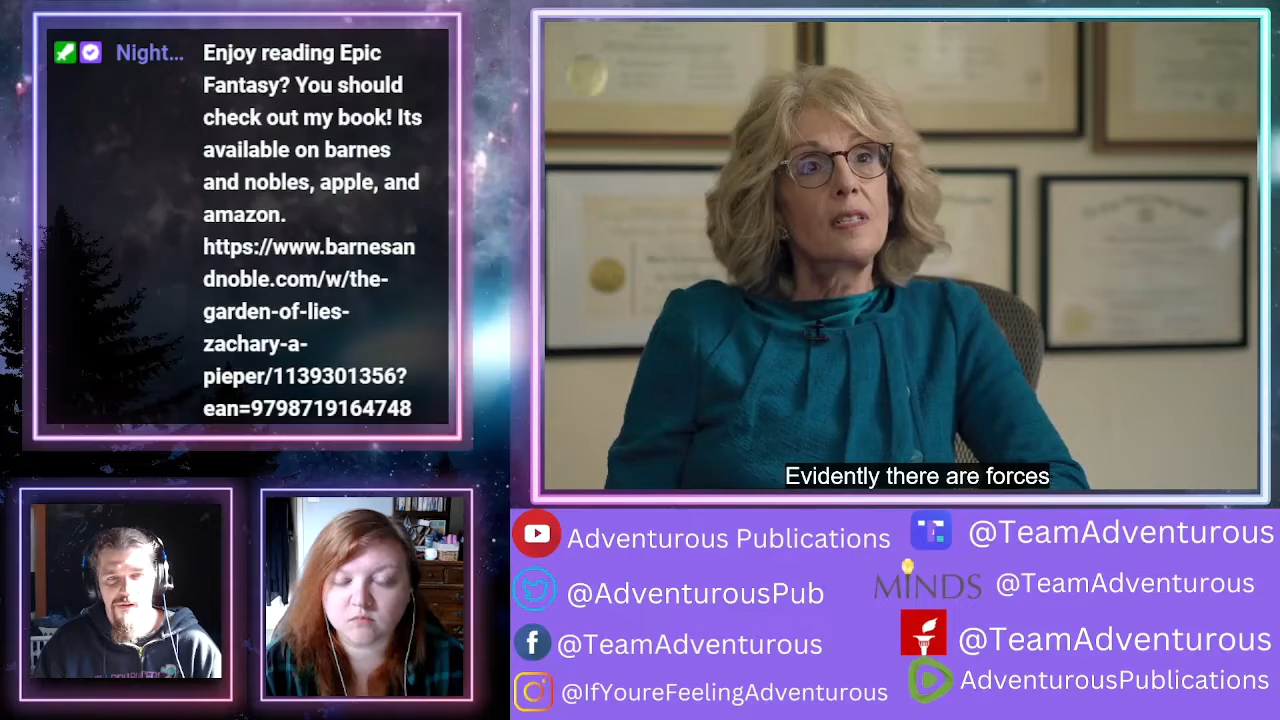 Night... Enjoy reading Epic
Fantasy? You should
check out my book! Its
available on barnes
and nobles, apple, and
amazon.
https://www.barnesan
dnoble.com/w/the-
garden-of-lies-
zachary-a-
pieper/1139301356?
ean=9798719164748
Evidently there are forces
Adventurous Publications
@AdventurousPub
@TeamAdventurous
@IfYoureFeelingAdventurous
@TeamAdventurous
MINDS @TeamAdventurous
@TeamAdventurous
AdventurousPublications